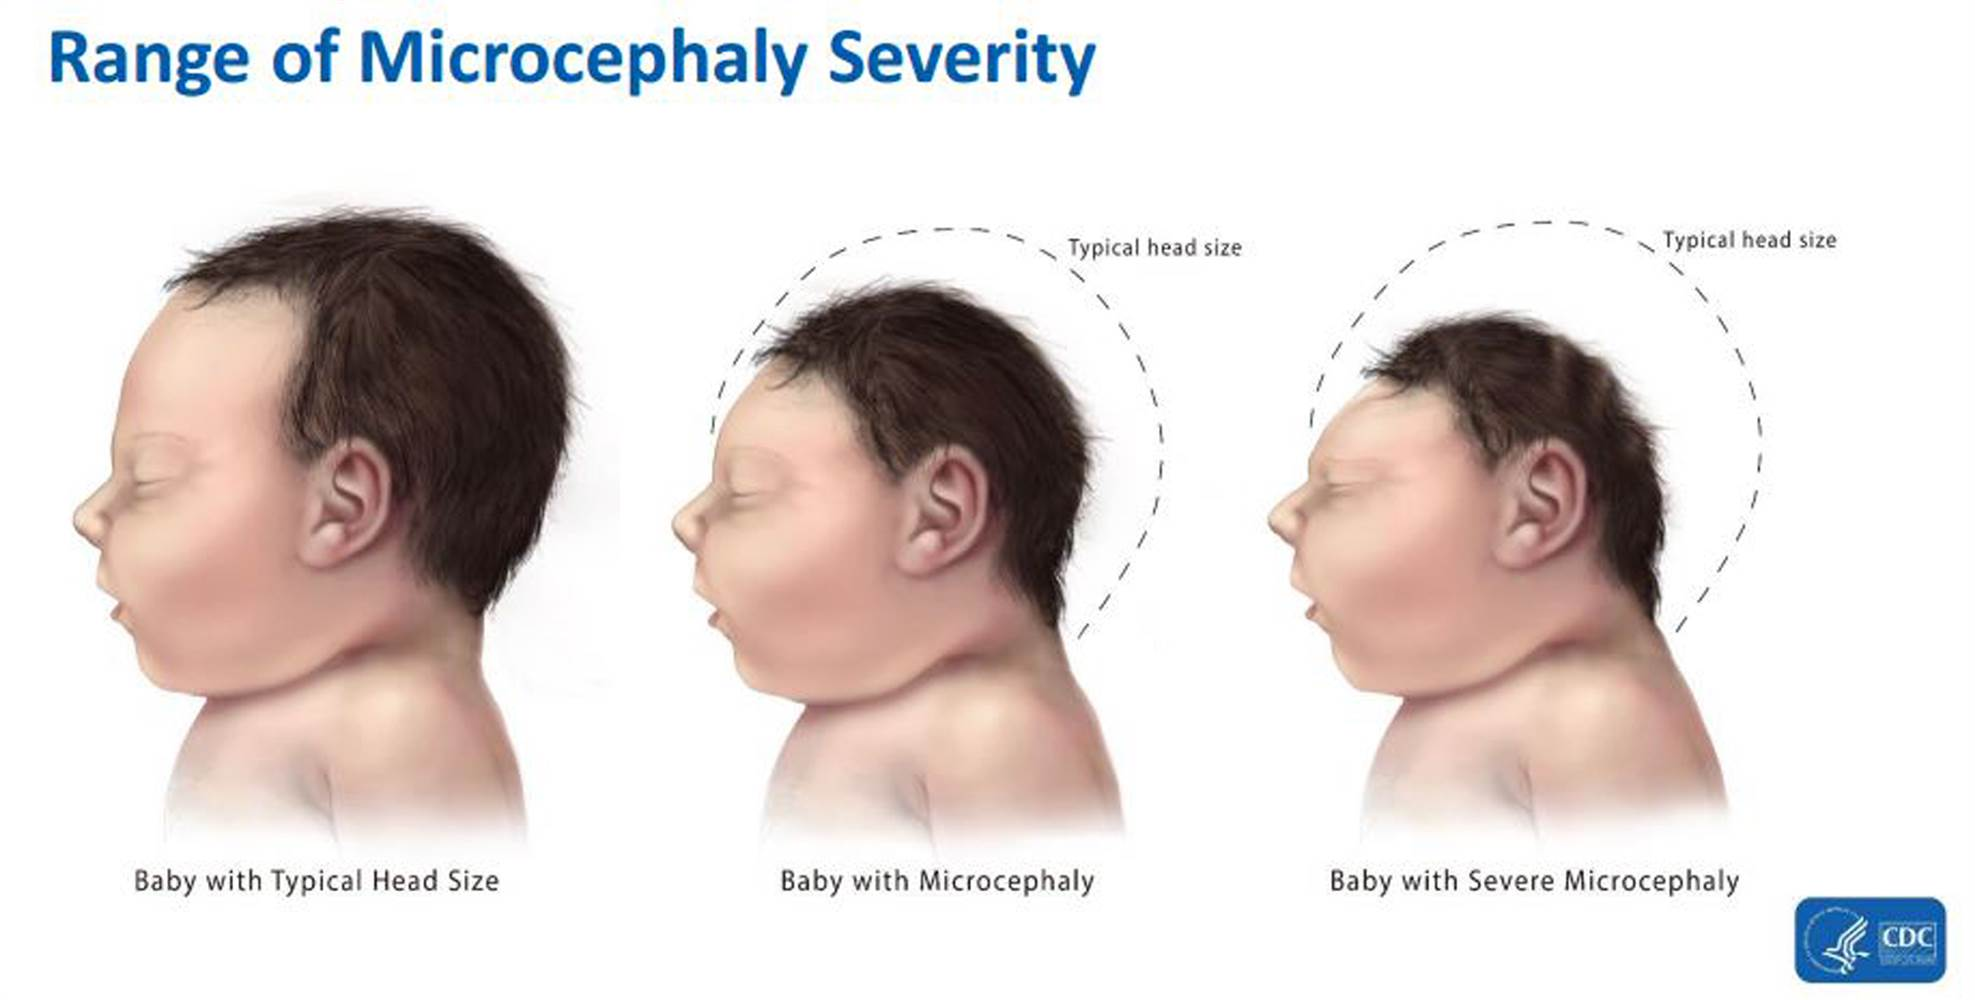 Range of Microcephaly Severity
Typical head size
Typical head size
Baby with Typical Head Size
Baby with Microcephaly
Baby with Severe Microcephaly
CDC